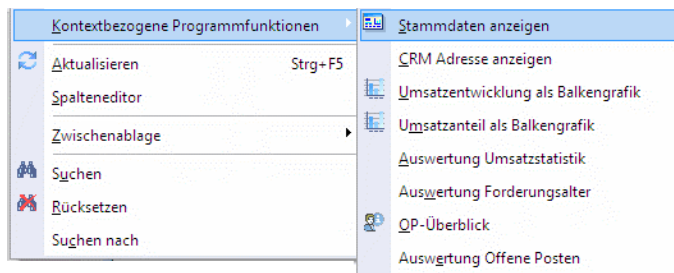 Kontextbezogene Programmfunktionen
Aktualisieren Strg+F5
Spalteneditor
Zwischenablage
Suchen
Rücksetzen
Suchen nach
Stammdaten anzeigen
CRM Adresse anzeigen
Umsatzentwicklung als Balkengrafik
Umsatzanteil als Balkengrafik
Auswertung Umsatzstatistik
Auswertung Forderungsalter
OP-Überblick
Auswertung Offene Posten